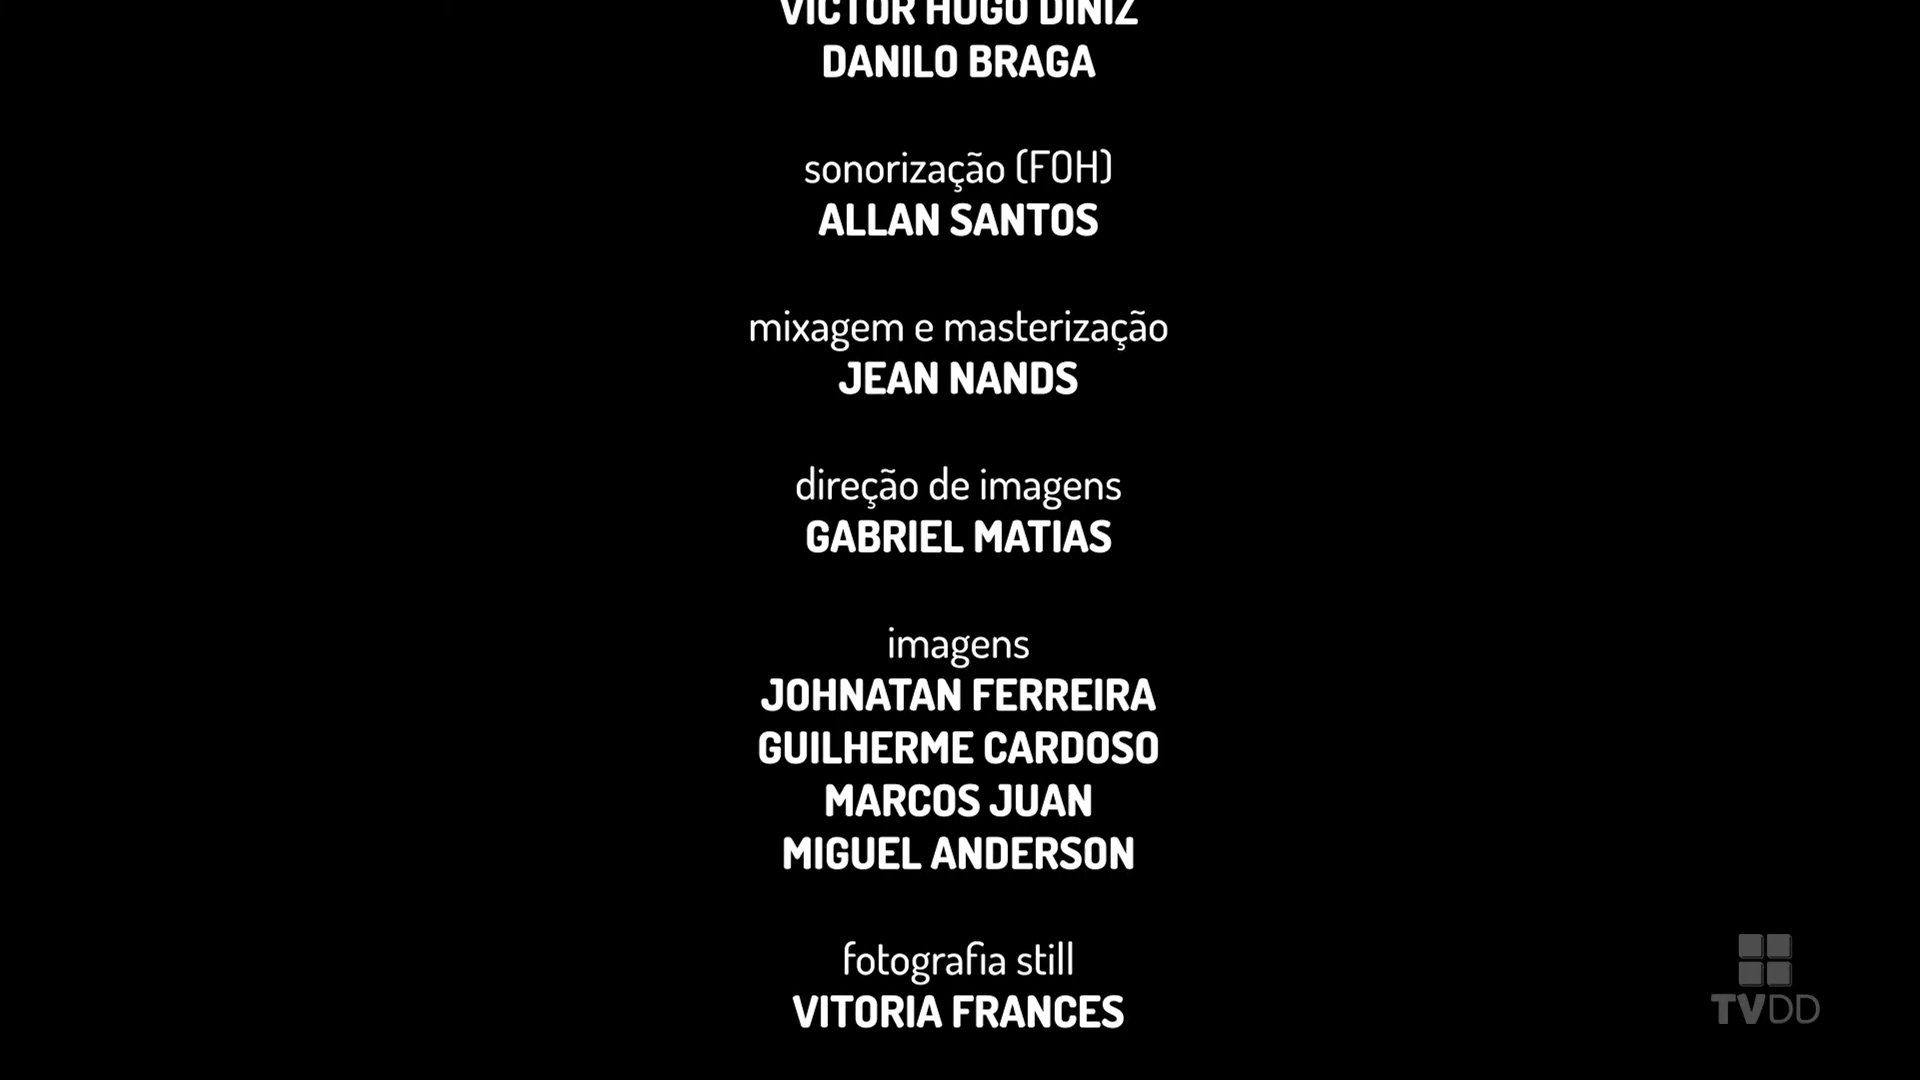 VICTOR HUGO DINIZ
DANILO BRAGA
sonorização (FOH)
ALLAN SANTOS
mixagem e masterização
JEAN NANDS
direção de imagens
GABRIEL MATIAS
imagens
JOHNATAN FERREIRA
GUILHERME CARDOSO
MARCOS JUAN
MIGUEL ANDERSON
fotografia still
VITORIA FRANCES
TVDD